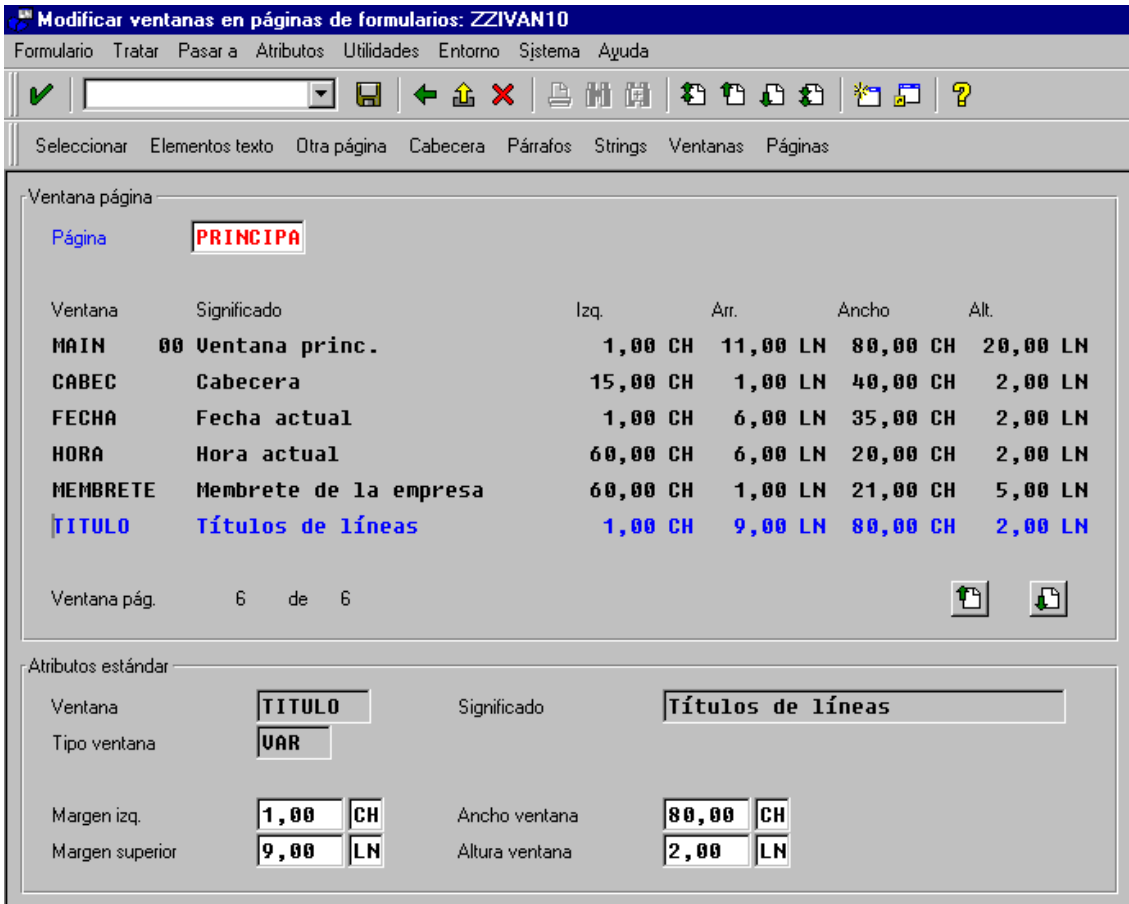 Modificar ventanas en páginas de formularios: ZZIVAN10
Formulario Tratar Pasar a Atributos Utilidades Entorno Sistema Ayuda
Seleccionar Elementos texto Otra página Cabecera Párrafos Strings Ventanas Páginas
Ventana página
Página PRINCIPA
Ventana Significado Izq. Arr. Ancho Alt.
MAIN 00 Ventana princ. 1,00 CH 11,00 LN 80,00 CH 20,00 LN
CABEC Cabecera 15,00 CH 1,00 LN 40,00 CH 2,00 LN
FECHA Fecha actual 1,00 CH 6,00 LN 35,00 CH 2,00 LN
HORA Hora actual 60,00 CH 6,00 LN 20,00 CH 2,00 LN
MEMBRETE Membrete de la empresa 60,00 CH 1,00 LN 21,00 CH 5,00 LN
TITULO Títulos de líneas 1,00 CH 9,00 LN 80,00 CH 2,00 LN
Ventana pág. 6 de 6
Atributos estándar
Ventana TITULO Significado Títulos de líneas
Tipo ventana VAR
Margen izq. 1,00 CH Ancho ventana 80,00 CH
Margen superior 9,00 LN Altura ventana 2,00 LN